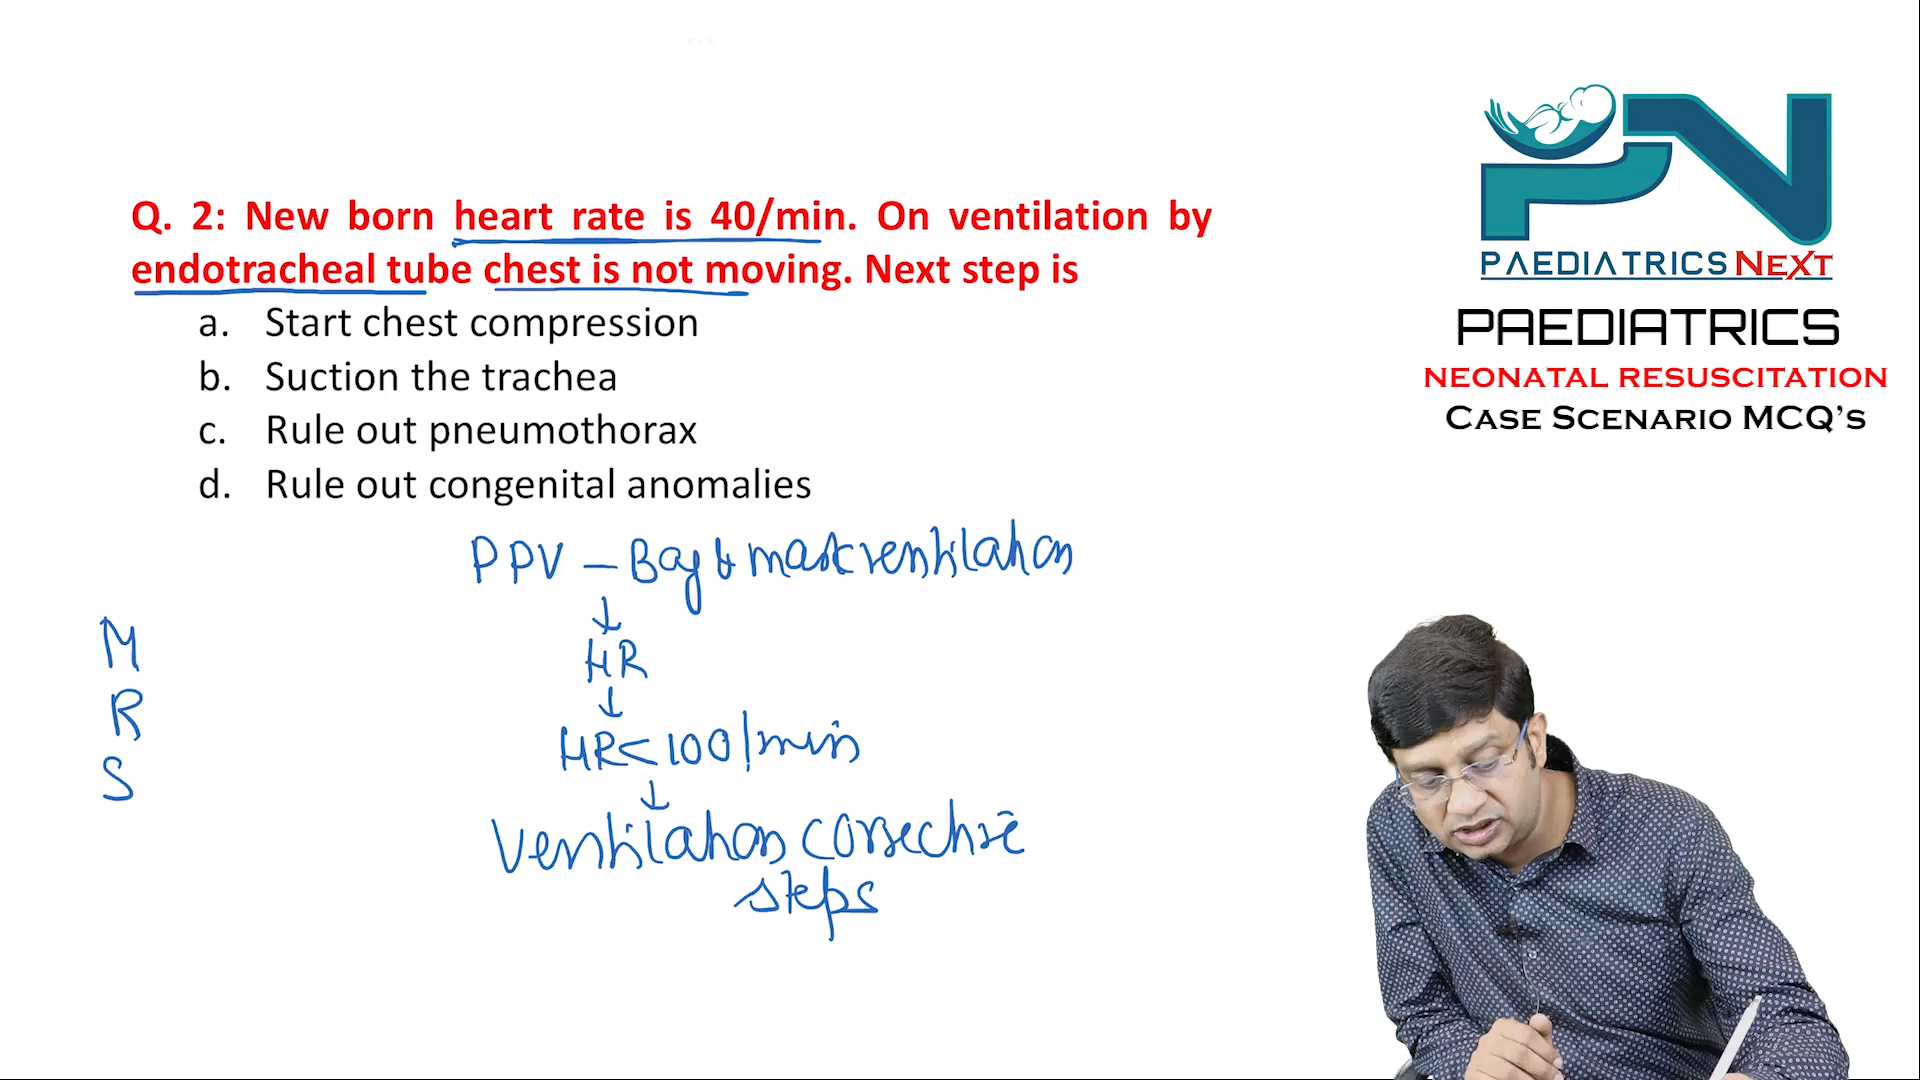 Q. 2: New born heart rate is 40/min. On ventilation by
endotracheal tube chest is not moving. Next step is
a. Start chest compression
b. Suction the trachea
c. Rule out pneumothorax
d. Rule out congenital anomalies
PPV – Bag & mask ventilation
↓
HR
↓
HR < 100/min
↓
Ventilation corrective
steps
M
R
S
PN
PAEDIATRICS NEXT
PAEDIATRICS
NEONATAL RESUSCITATION
CASE SCENARIO MCQ'S